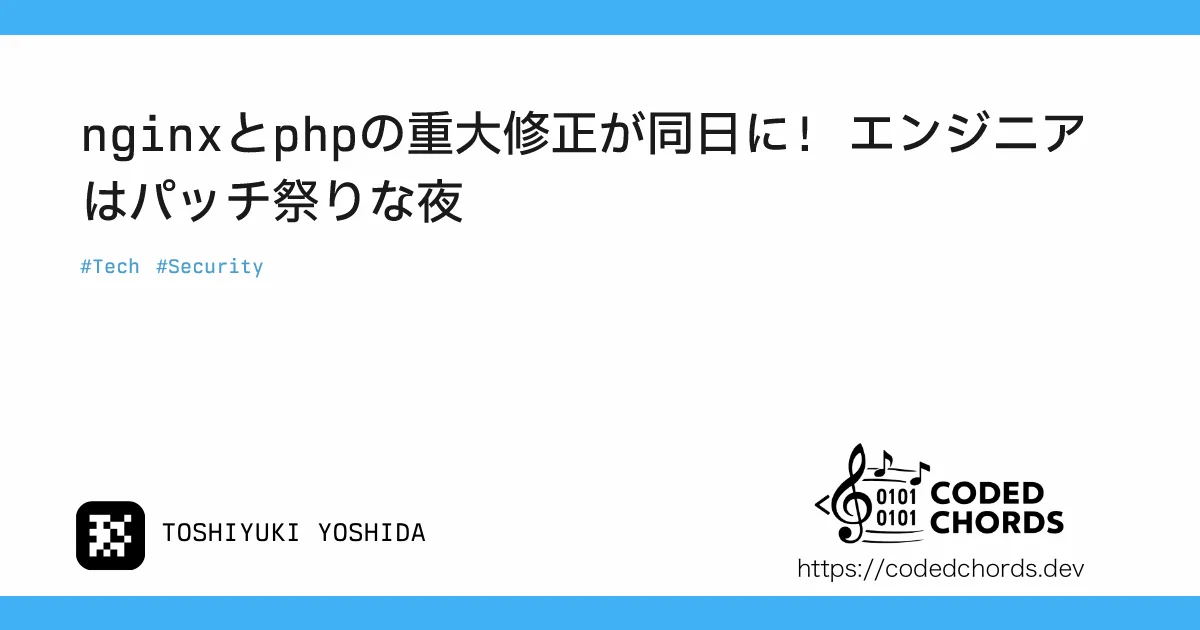 nginxとphpの重大修正が同日に! エンジニア
はパッチ祭りな夜
#Tech #Security
TOSHIYUKI YOSHIDA
<0101
0101
CODED
CHORDS
https://codedchords.dev